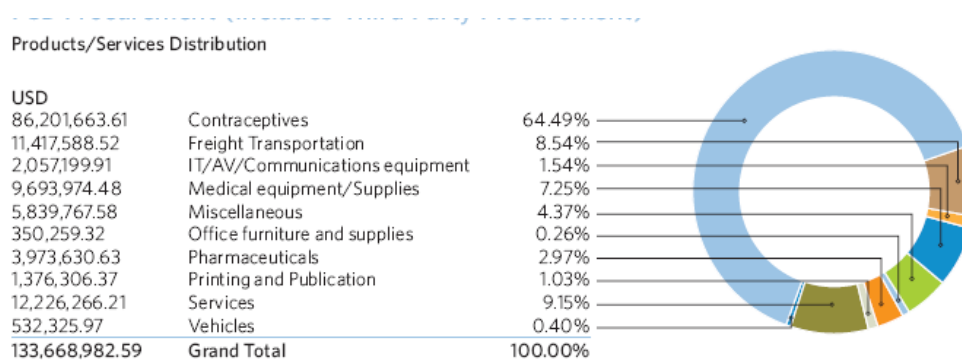 Products/Services Distribution
USD
86,201,663.61 Contraceptives 64.49%
11,417,588.52 Freight Transportation 8.54%
2,057,199.91 IT/AV/Communications equipment 1.54%
9,693,974.48 Medical equipment/Supplies 7.25%
5,839,767.58 Miscellaneous 4.37%
350,259.32 Office furniture and supplies 0.26%
3,973,630.63 Pharmaceuticals 2.97%
1,376,306.37 Printing and Publication 1.03%
12,226,266.21 Services 9.15%
532,325.97 Vehicles 0.40%
133,668,982.59 Grand Total 100.00%